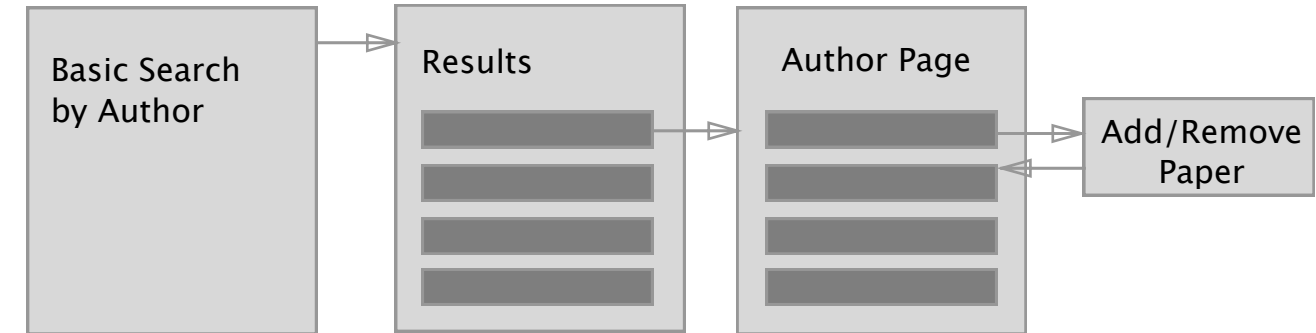 Basic Search
by Author
Results
Author Page
Add/Remove
Paper